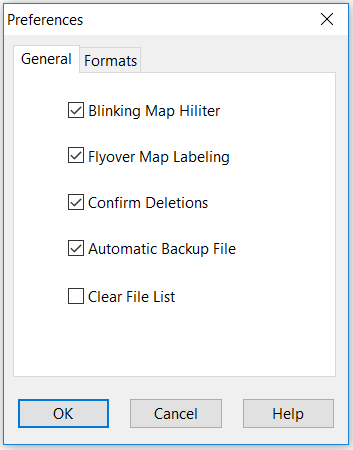 Preferences
General Formats
Blinking Map Hiliter
Flyover Map Labeling
Confirm Deletions
Automatic Backup File
Clear File List
OK Cancel Help